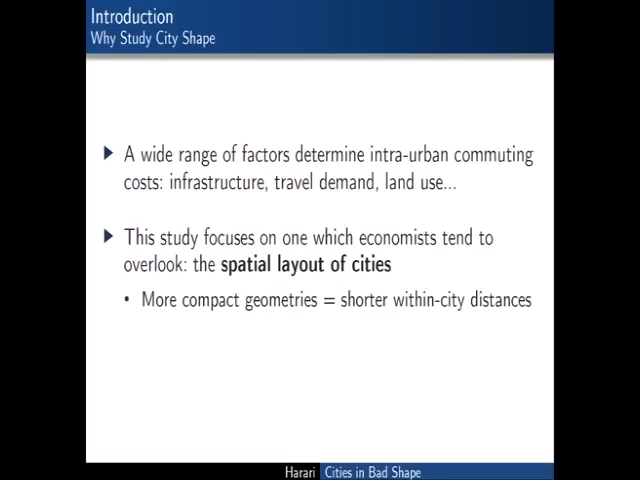 Introduction
Why Study City Shape
A wide range of factors determine intra-urban commuting
costs: infrastructure, travel demand, land use...
This study focuses on one which economists tend to
overlook: the spatial layout of cities
• More compact geometries = shorter within-city distances
Harari Cities in Bad Shape